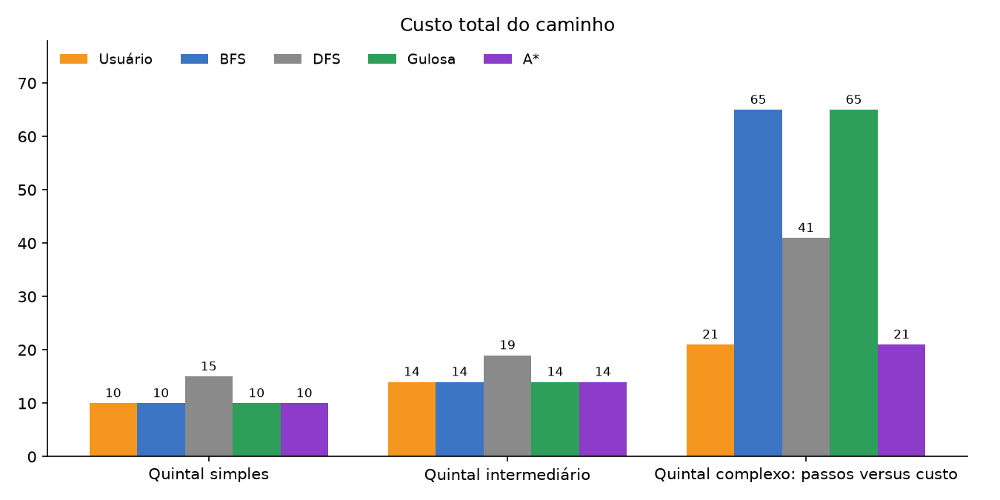 Custo total do caminho
Usuário BFS DFS Gulosa A*
70
60
50
40
30
20
10
0
10 10 15 10 10
14 14 19 14 14
21 65 41 65 21
Quintal simples Quintal intermediário Quintal complexo: passos versus custo